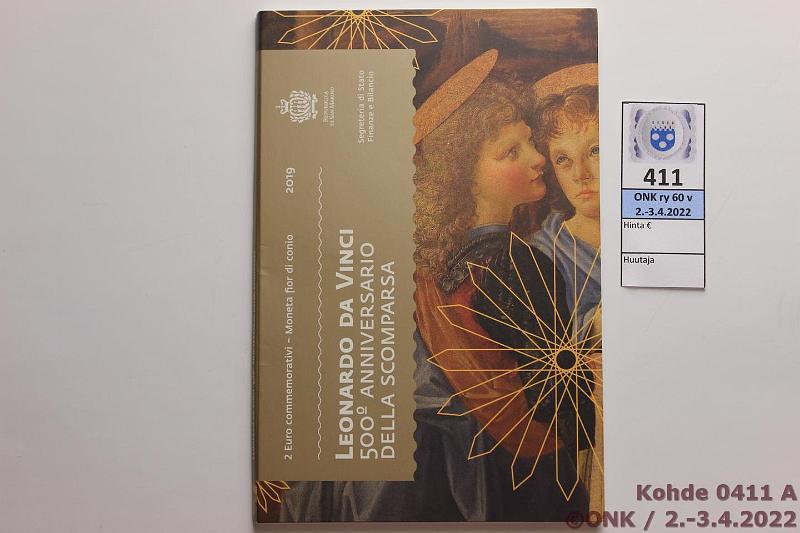 REPUBBLICA
DI SAN MARINO
Segreteria di Stato
Finanze e Bilancio
2 Euro commemorativi – Moneta fior di conio 2019
LEONARDO DA VINCI
500º ANNIVERSARIO
DELLA SCOMPARSA
411
ONK ry 60 v
2.-3.4.2022
Hinta €
Huutaja
Kohde 0411 A
©ONK / 2.-3.4.2022